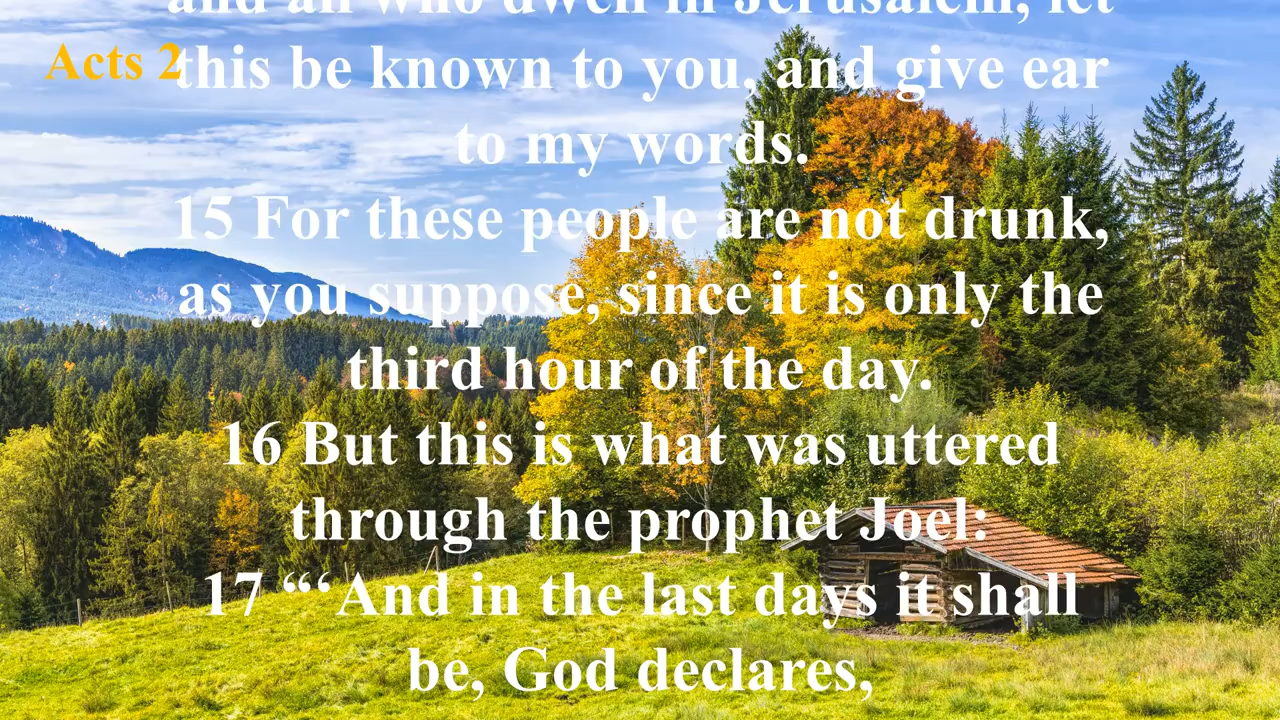 and all who dwell in Jerusalem, let
Acts 2
this be known to you, and give ear
to my words.
15 For these people are not drunk,
as you suppose, since it is only the
third hour of the day.
16 But this is what was uttered
through the prophet Joel:
17 “‘And in the last days it shall
be, God declares,